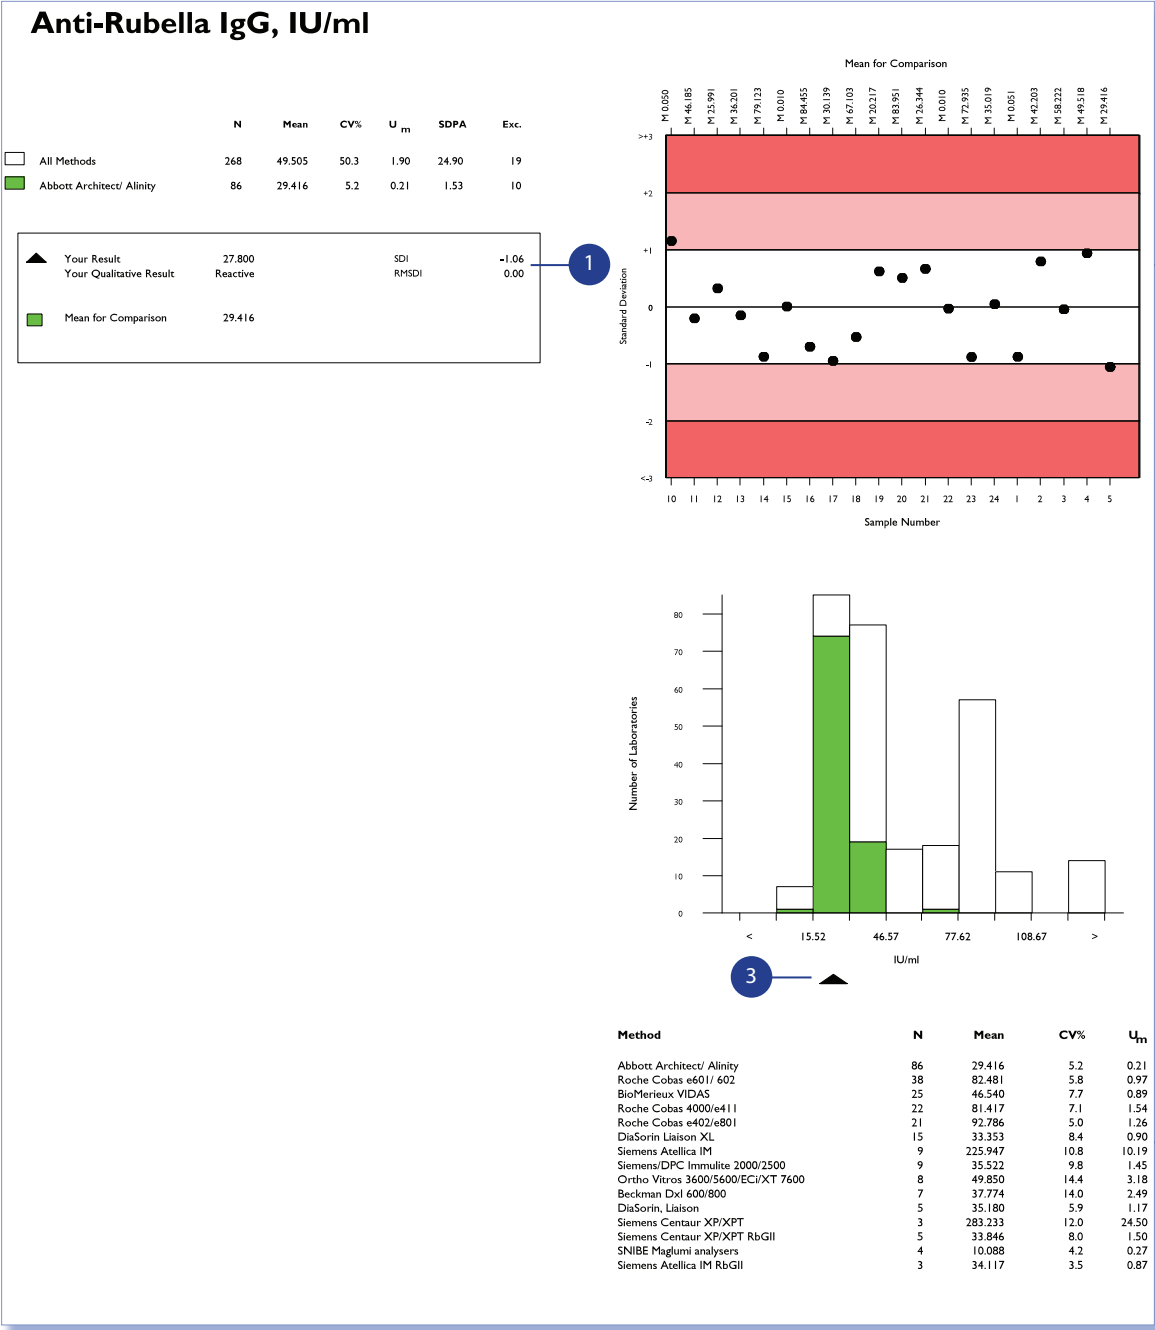 Anti-Rubella IgG, IU/ml
N Mean CV% U m SDPA Exc.
All Methods 268 49.505 50.3 1.90 24.90 19
Abbott Architect/ Alinity 86 29.416 5.2 0.21 1.53 10
Your Result 27.800 SDI -1.06
Your Qualitative Result Reactive RMSDI 0.00
Mean for Comparison 29.416
1
Mean for Comparison
M 0.050 M 46.185 M 25.991 M 36.201 M 79.123 M 0.010 M 84.455 M 30.139 M 67.103 M 20.217 M 83.951 M 26.344 M 0.010 M 72.935 M 35.019 M 0.051 M 42.203 M 58.222 M 49.518 M 29.416
>+3
+2
+1
0
-1
-2
<-3
Standard Deviation
10 11 12 13 14 15 16 17 18 19 20 21 22 23 24 1 2 3 4 5
Sample Number
80
70
60
50
40
30
20
10
0
Number of Laboratories
< 15.52 46.57 77.62 108.67 >
IU/ml
3
Method N Mean CV% Um
Abbott Architect/ Alinity 86 29.416 5.2 0.21
Roche Cobas e601/ 602 38 82.481 5.8 0.97
BioMerieux VIDAS 25 46.540 7.7 0.89
Roche Cobas 4000/e411 22 81.417 7.1 1.54
Roche Cobas e402/e801 21 92.786 5.0 1.26
DiaSorin Liaison XL 15 33.353 8.4 0.90
Siemens Atellica IM 9 225.947 10.8 10.19
Siemens/DPC Immulite 2000/2500 9 35.522 9.8 1.45
Ortho Vitros 3600/5600/ECi/XT 7600 8 49.850 14.4 3.18
Beckman DxI 600/800 7 37.774 14.0 2.49
DiaSorin, Liaison 5 35.180 5.9 1.17
Siemens Centaur XP/XPT 3 283.233 12.0 24.50
Siemens Centaur XP/XPT RbGII 5 33.846 8.0 1.50
SNIBE Maglumi analysers 4 10.088 4.2 0.27
Siemens Atellica IM RbGII 3 34.117 3.5 0.87